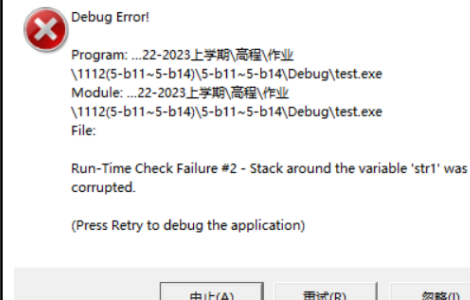 Debug Error!
Program: ...22-2023上学期\高程\作业
\1112(5-b11~5-b14)\5-b11~5-b14\Debug\test.exe
Module: ...22-2023上学期\高程\作业
\1112(5-b11~5-b14)\5-b11~5-b14\Debug\test.exe
File:
Run-Time Check Failure #2 - Stack around the variable 'str1' was
corrupted.
(Press Retry to debug the application)
中止(A) 重试(R) 忽略(I)